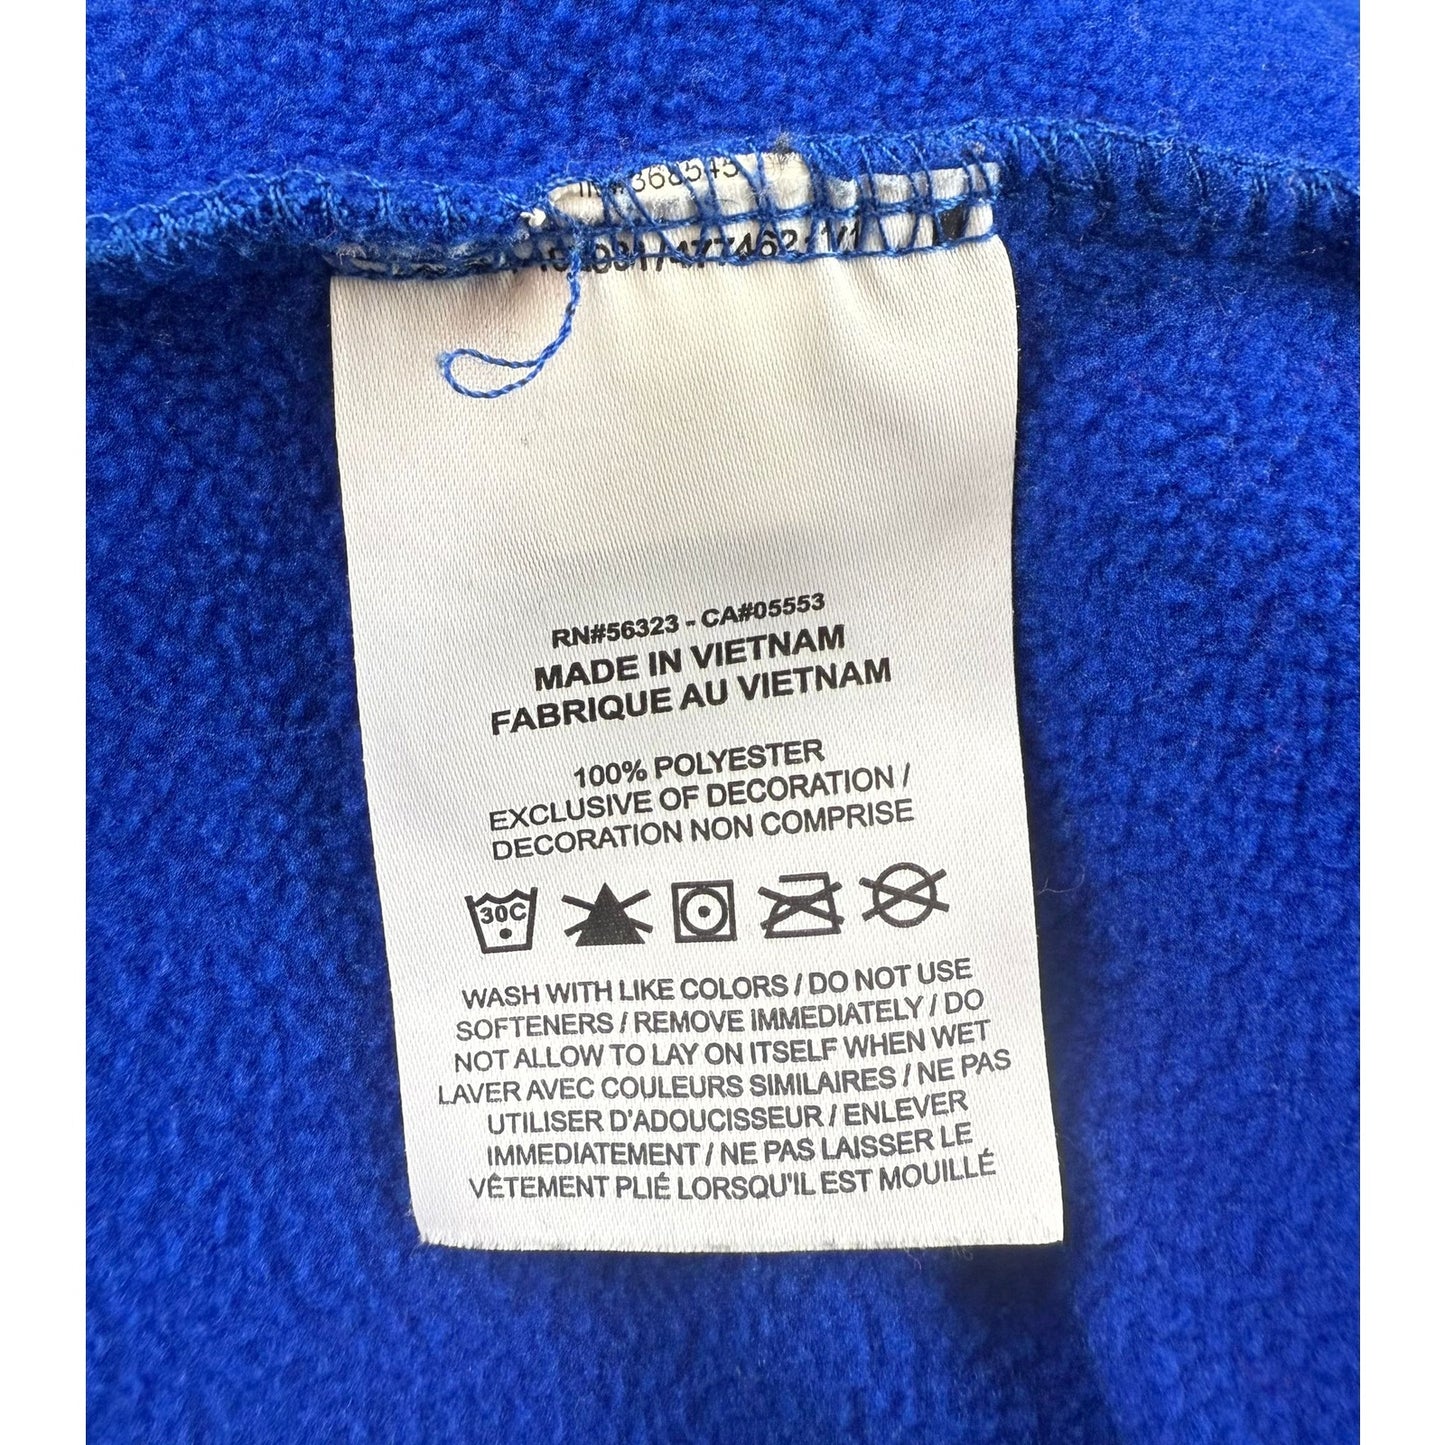 RN#56323 - CA#05553
MADE IN VIETNAM
FABRIQUE AU VIETNAM
100% POLYESTER
EXCLUSIVE OF DECORATION /
DECORATION NON COMPRISE
30C
WASH WITH LIKE COLORS / DO NOT USE
SOFTENERS / REMOVE IMMEDIATELY / DO
NOT ALLOW TO LAY ON ITSELF WHEN WET
LAVER AVEC COULEURS SIMILAIRES / NE PAS
UTILISER D'ADOUCISSEUR / ENLEVER
IMMEDIATEMENT / NE PAS LAISSER LE
VÊTEMENT PLIÉ LORSQU'IL EST MOUILLÉ